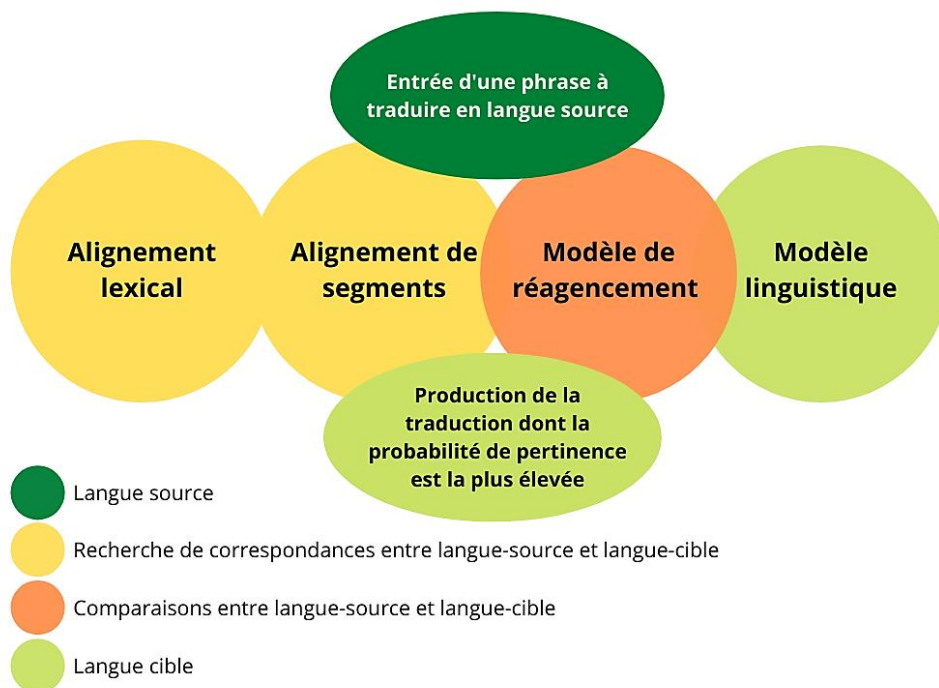 Entrée d'une phrase à
traduire en langue source
Alignement
lexical
Alignement de
segments
Modèle de
réagencement
Modèle
linguistique
Production de la
traduction dont la
probabilité de pertinence
est la plus élevée
Langue source
Recherche de correspondances entre langue-source et langue-cible
Comparaisons entre langue-source et langue-cible
Langue cible